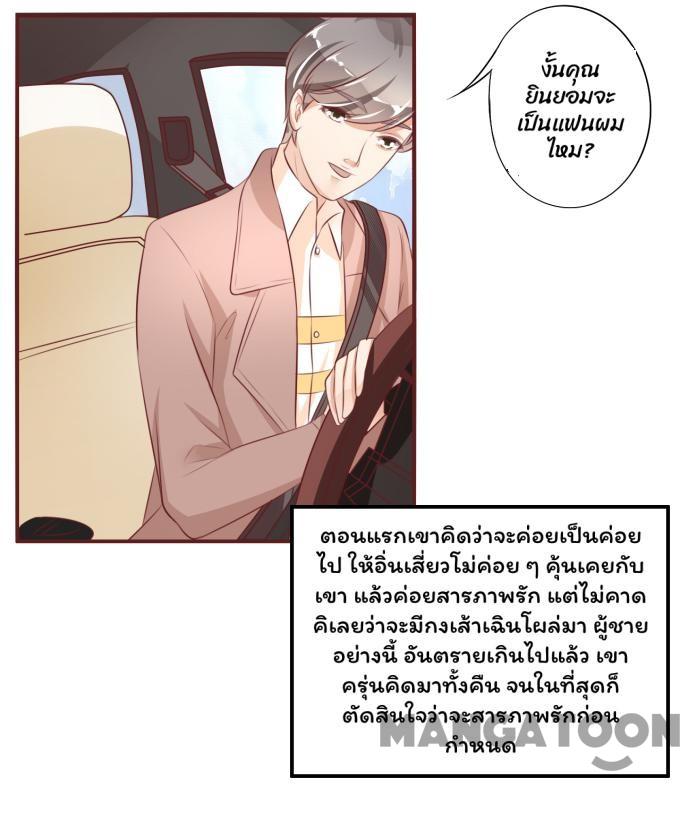 งั้นคุณ
ยินยอมจะ
เป็นแฟนผม
ไหม?
ตอนแรกเขาคิดว่าจะค่อยเป็นค่อย
ไป ให้อิ่นเสี่ยวโม่ค่อย ๆ คุ้นเคยกับ
เขา แล้วค่อยสารภาพรัก แต่ไม่คาด
คิเลยว่าจะมีกงเส้าเฉินโผล่มา ผู้ชาย
อย่างนี้ อันตรายเกินไปแล้ว เขา
ครุ่นคิดมาทั้งคืน จนในที่สุดก็
ตัดสินใจว่าจะสารภาพรักก่อน
กำหนด
MANGATOON